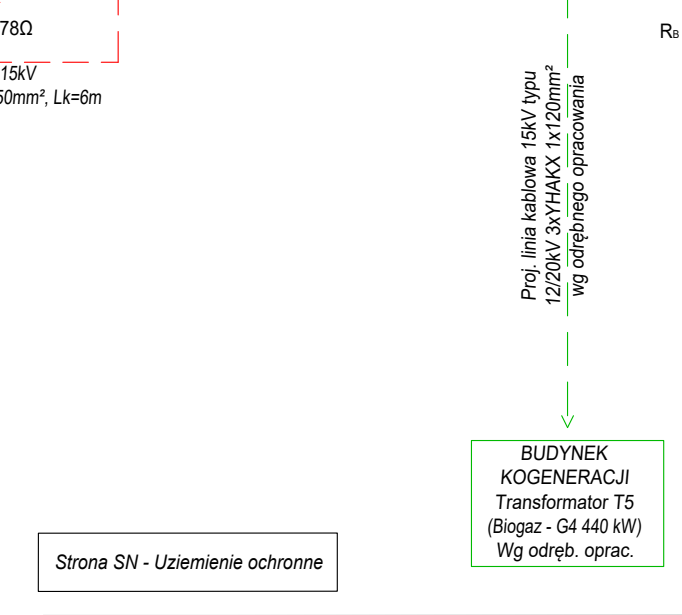 78Ω
15kV
50mm², Lk=6m
R_B
Proj. linia kablowa 15kV typu
12/20kV 3xYHAKX 1x120mm²
wg odrębnego opracowania
BUDYNEK
KOGENERACJI
Transformator T5
(Biogaz - G4 440 kW)
Wg odręb. oprac.
Strona SN - Uziemienie ochronne